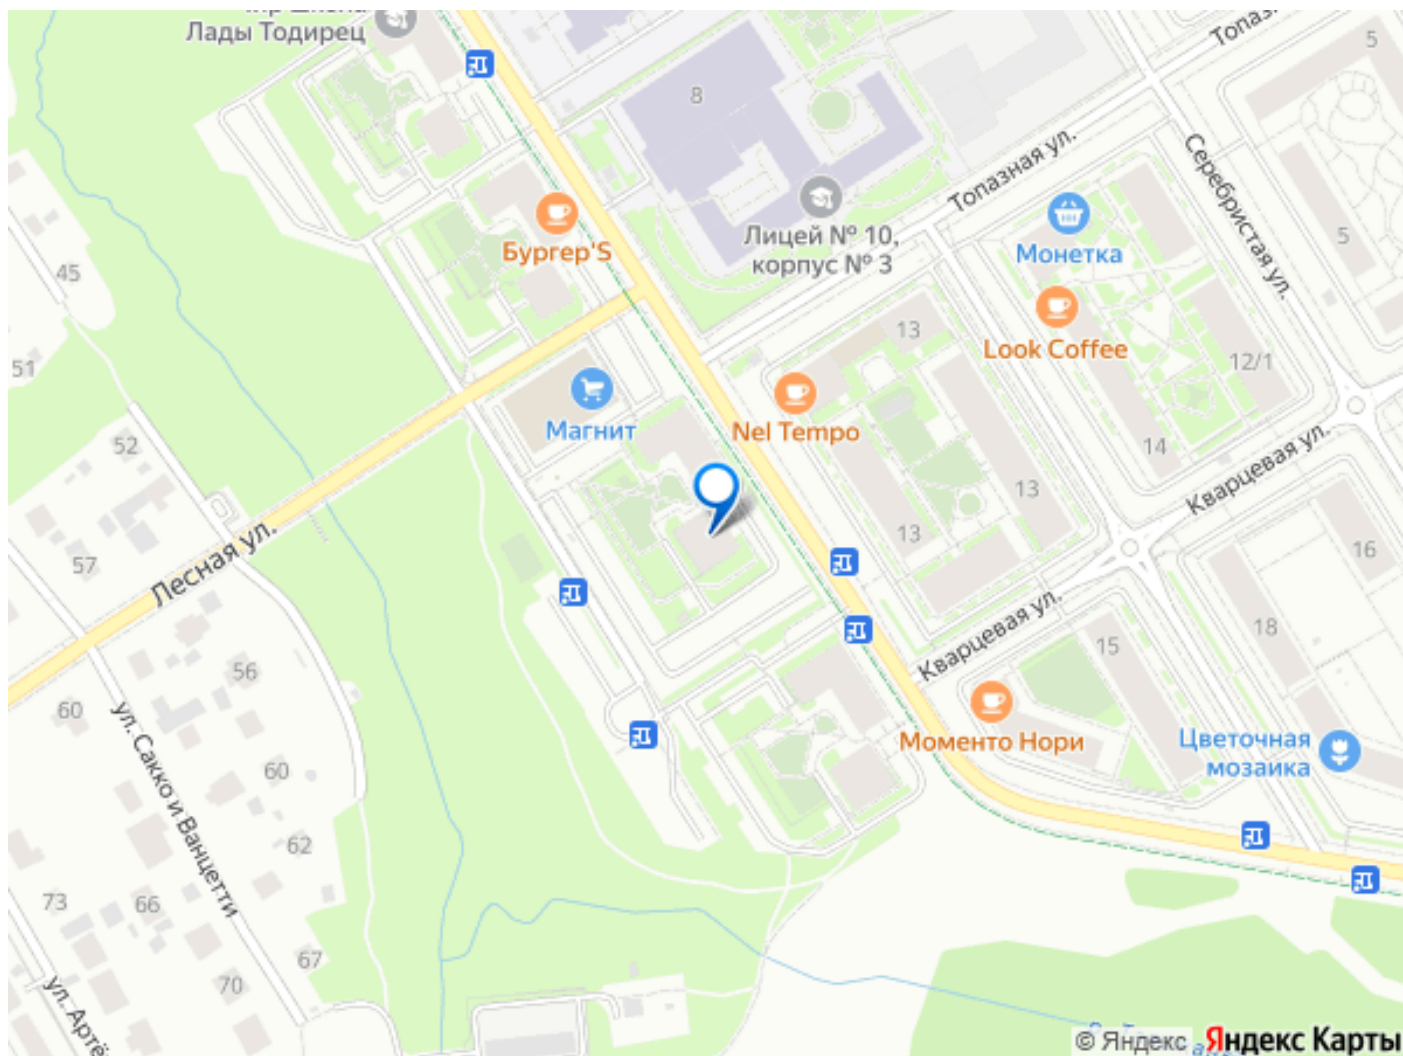 Лады Тодирец
8
Топаз
5
Топазная ул.
Серебристая ул.
Бургер'S
Лицей № 10,
корпус № 3
Монетка
5
45
51
Look Coffee
13
12/1
Магнит
Nel Tempo
52
14
13
13
Кварцевая ул.
16
57
Лесная ул.
Кварцевая ул.
18
15
56
60
ул. Сакко и Ванцетти
Моменто Нори
Цветочная
мозаика
60
62
73
66
67
70
ул. Артё
© Яндекс Яндекс Карты